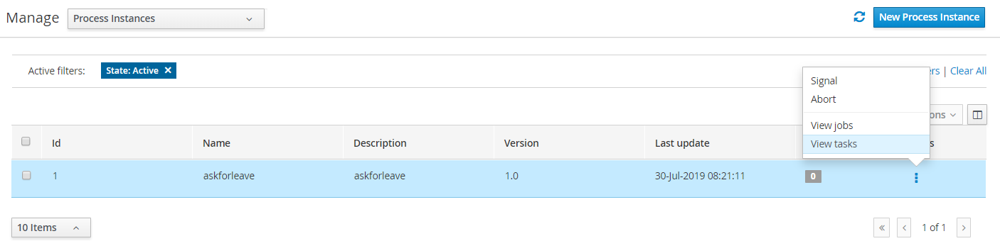 Manage Process Instances New Process Instance
Active filters: State: Active ers | Clear All
Signal
Abort
ons
View jobs
View tasks
Id Name Description Version Last update s
1 askforleave askforleave 1.0 30-Jul-2019 08:21:11 0
10 Items 1 of 1